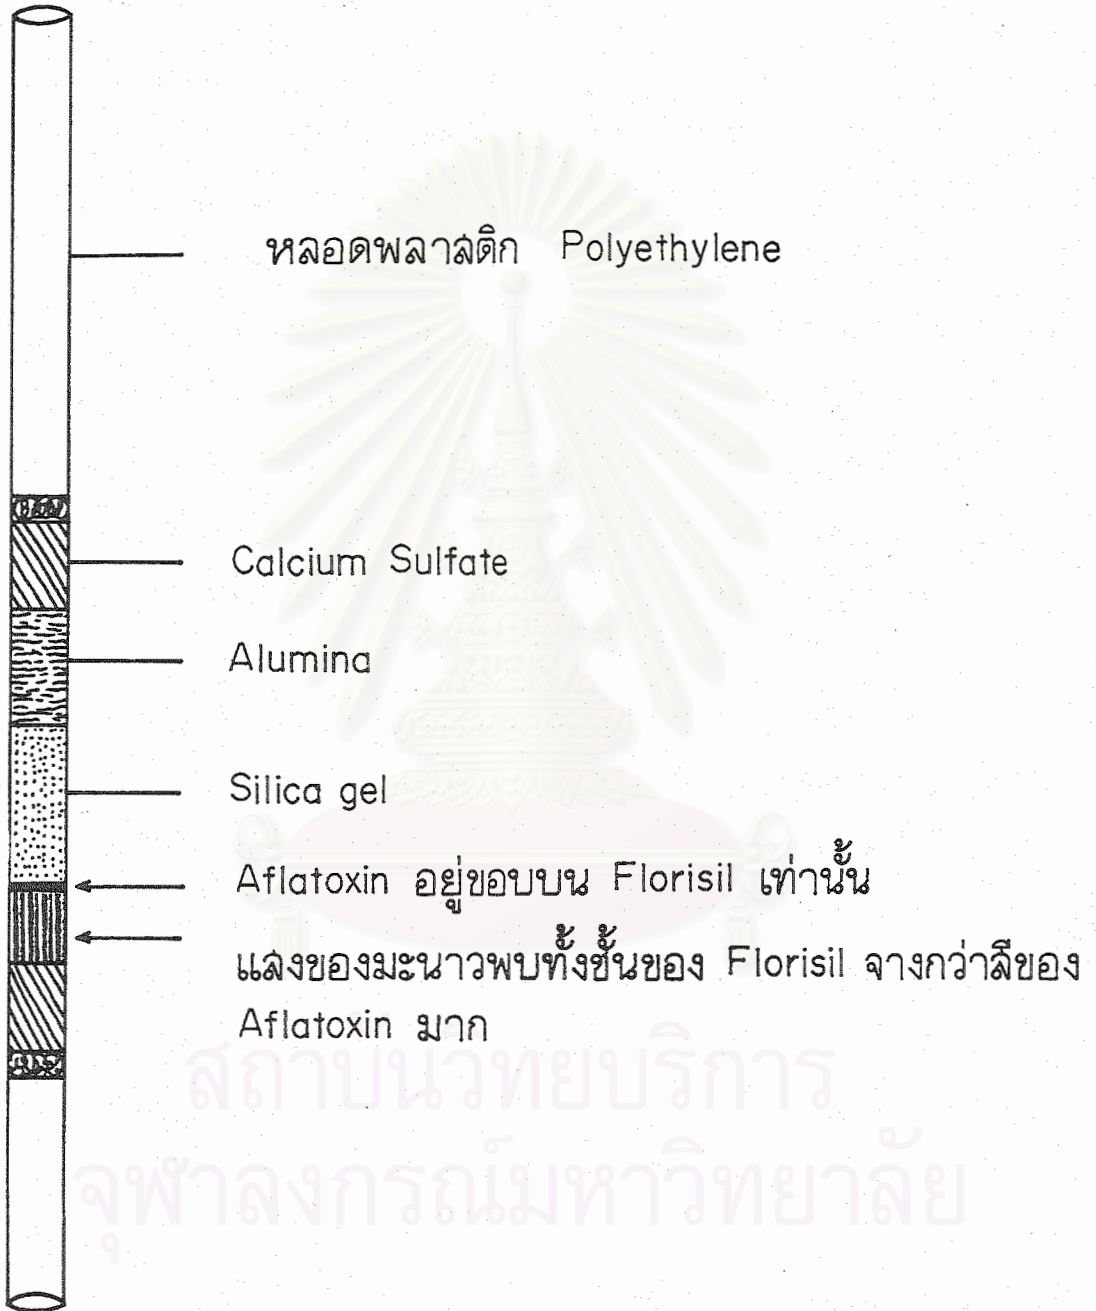 หลอดพลาสติก Polyethylene
Calcium Sulfate
Alumina
Silica gel
Aflatoxin อยู่ขอบบน Florisil เท่านั้น
แสงของมะนาวพบทั้งชั้นของ Florisil จางกว่าสีของ
Aflatoxin มาก
สถาบันวิทยบริการ
จุฬาลงกรณ์มหาวิทยาลัย